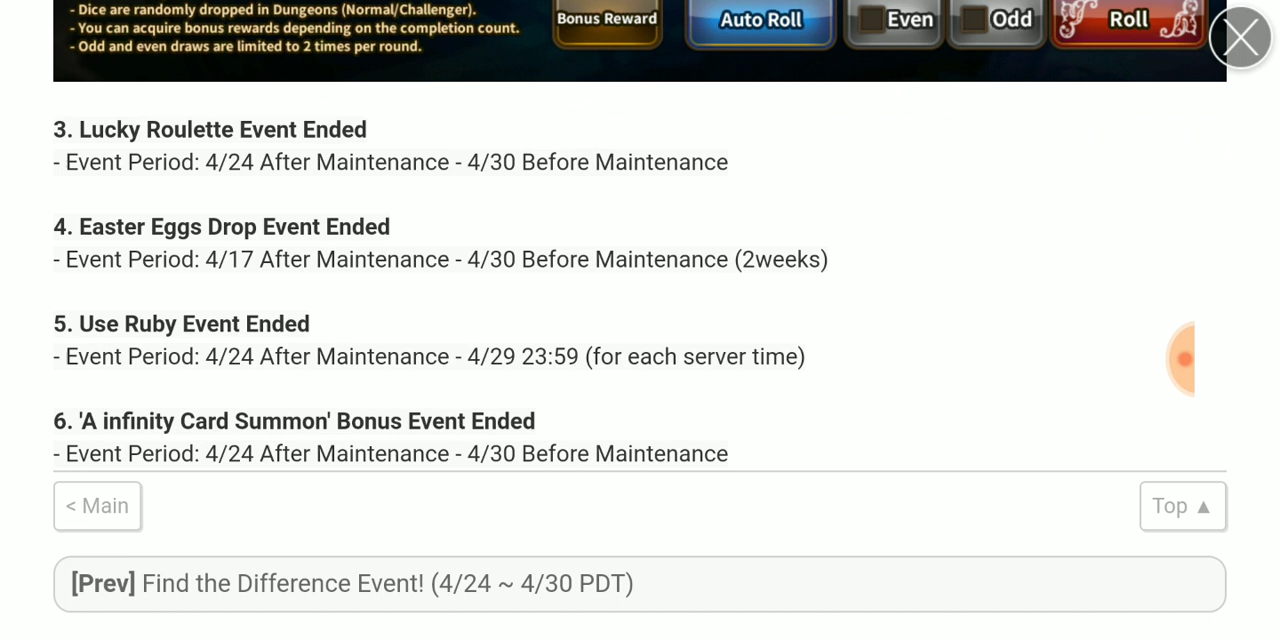 - Dice are randomly dropped in Dungeons (Normal/Challenger).
- You can acquire bonus rewards depending on the completion count.
- Odd and even draws are limited to 2 times per round.
Bonus Reward
Auto Roll
Even
Odd
Roll
3. Lucky Roulette Event Ended
- Event Period: 4/24 After Maintenance - 4/30 Before Maintenance
4. Easter Eggs Drop Event Ended
- Event Period: 4/17 After Maintenance - 4/30 Before Maintenance (2weeks)
5. Use Ruby Event Ended
- Event Period: 4/24 After Maintenance - 4/29 23:59 (for each server time)
6. 'A infinity Card Summon' Bonus Event Ended
- Event Period: 4/24 After Maintenance - 4/30 Before Maintenance
< Main
Top ▲
[Prev] Find the Difference Event! (4/24 ~ 4/30 PDT)